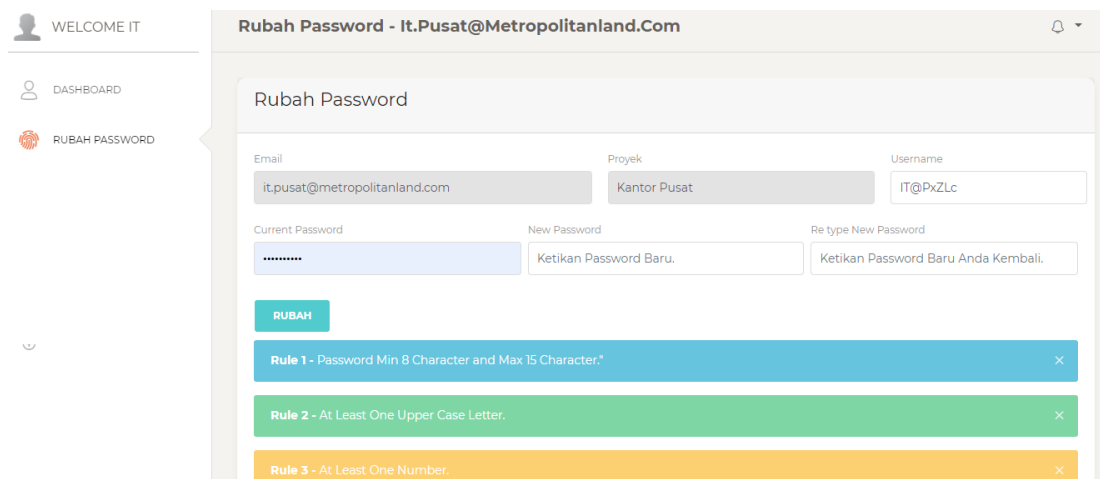 WELCOME IT
Rubah Password - It.Pusat@Metropolitanland.Com
DASHBOARD
RUBAH PASSWORD
Rubah Password
Email Proyek Username
it.pusat@metropolitanland.com Kantor Pusat IT@PxZLc
Current Password New Password Re type New Password
•••••••••• Ketikan Password Baru. Ketikan Password Baru Anda Kembali.
RUBAH
Rule 1 - Password Min 8 Character and Max 15 Character."
Rule 2 - At Least One Upper Case Letter.
Rule 3 - At Least One Number.